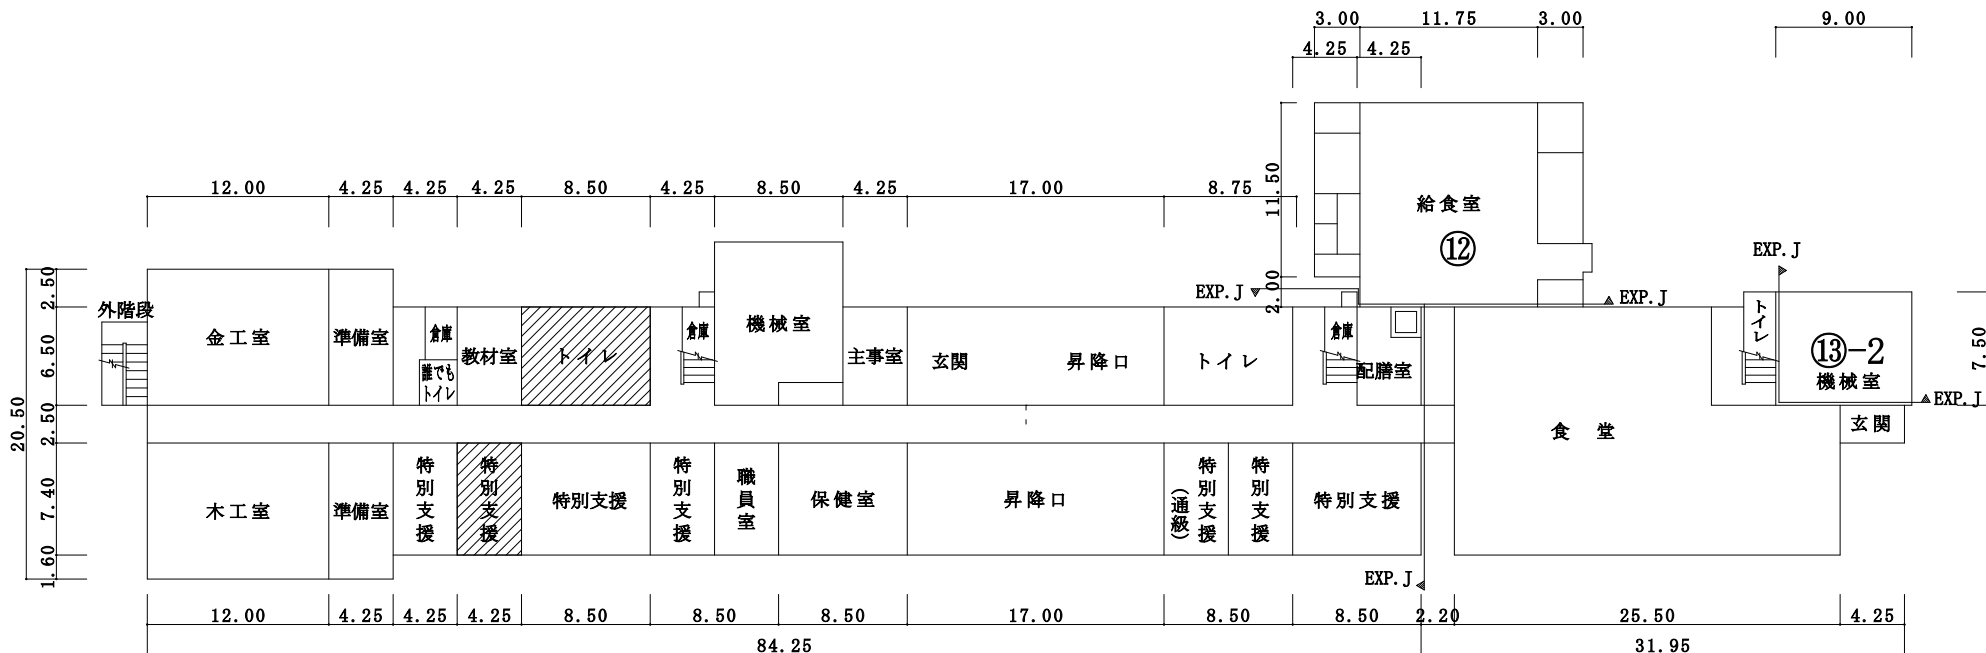 3.00 11.75 3.00 9.00
4.25 4.25
12.00 4.25 4.25 4.25 8.50 4.25 8.50 4.25 17.00 8.75
11.50
2.00
給食室
⑫
EXP.J
EXP.J
EXP.J
20.50
2.50
6.50
2.50
7.40
1.60
外階段
金工室
準備室
倉庫
誰でも
トイレ
教材室
トイレ
倉庫
機械室
主事室
玄関
昇降口
トイレ
倉庫
配膳室
トイレ
⑬-2
機械室
7.50
EXP.J
玄関
食堂
木工室
準備室
特別支援
特別支援
特別支援
特別支援
職員室
保健室
昇降口
特別支援
(通級)
特別支援
特別支援
EXP.J
12.00 4.25 4.25 4.25 8.50 8.50 8.50 17.00 8.50 8.50 2.20 25.50 4.25
84.25 31.95